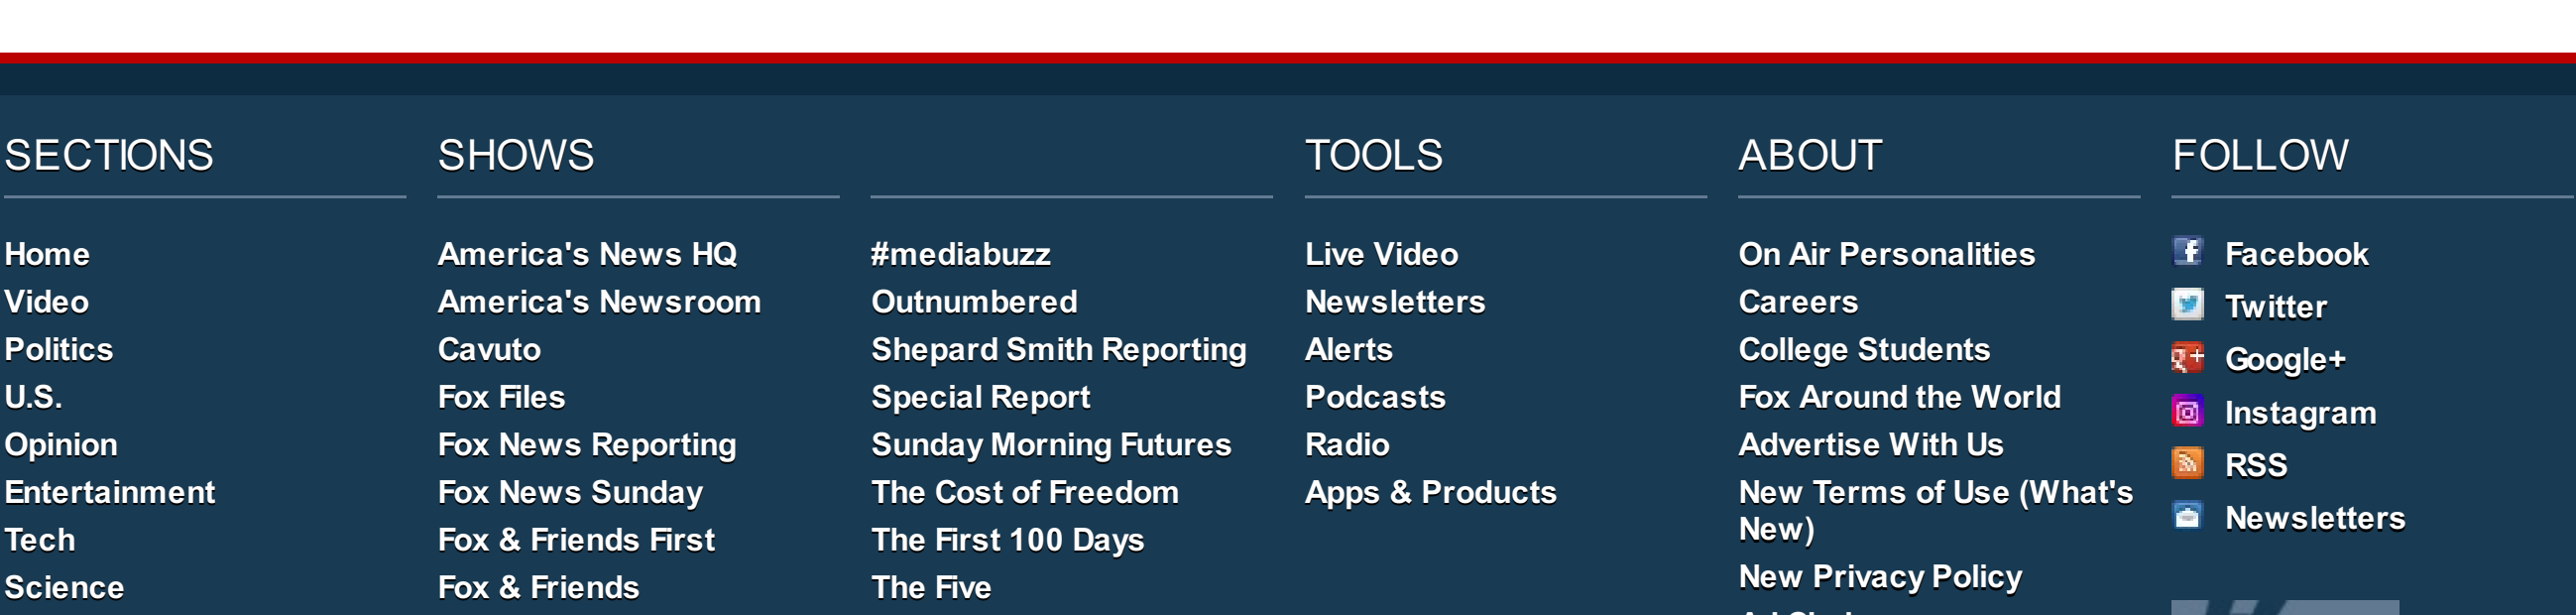 SECTIONS
Home
Video
Politics
U.S.
Opinion
Entertainment
Tech
Science
SHOWS
America's News HQ
America's Newsroom
Cavuto
Fox Files
Fox News Reporting
Fox News Sunday
Fox & Friends First
Fox & Friends
#mediabuzz
Outnumbered
Shepard Smith Reporting
Special Report
Sunday Morning Futures
The Cost of Freedom
The First 100 Days
The Five
TOOLS
Live Video
Newsletters
Alerts
Podcasts
Radio
Apps & Products
ABOUT
On Air Personalities
Careers
College Students
Fox Around the World
Advertise With Us
New Terms of Use (What's
New)
New Privacy Policy
FOLLOW
Facebook
Twitter
Google+
Instagram
RSS
Newsletters